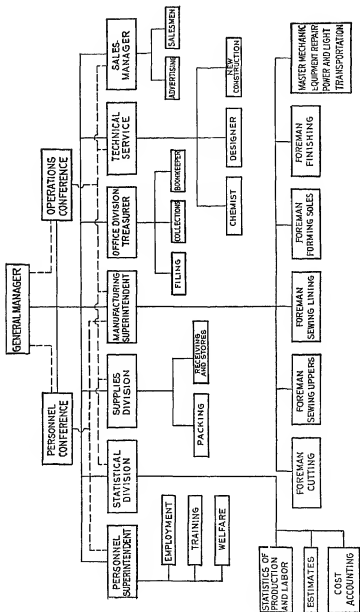 GENERAL MANAGER
PERSONNEL
CONFERENCE
OPERATIONS
CONFERENCE
PERSONNEL
SUPERINTENDENT
STATISTICAL
DIVISION
SUPPLIES
DIVISION
MANUFACTURING
SUPERINTENDENT
OFFICE DIVISION
TREASURER
TECHNICAL
SERVICE
SALES-
MANAGER
EMPLOYMENT
TRAINING
WELFARE
PACKING
RECEIVING
AND STORES
FILING
COLLECTIONS
BOOKKEEPER
CHEMIST
DESIGNER
NEW
CONSTRUCTION
ADVERTISING
SALESMEN
STATISTICS OF
PRODUCTION
AND LABOR
ESTIMATES
COST
ACCOUNTING
FOREMAN
CUTTING
FOREMAN
SEWING UPPERS
FOREMAN
SEWING LINING
FOREMAN
FORMING SOLES
FOREMAN
FINISHING
MASTER MECHANIC
EQUIPMENT REPAIR
POWER AND LIGHT
TRANSPORTATION